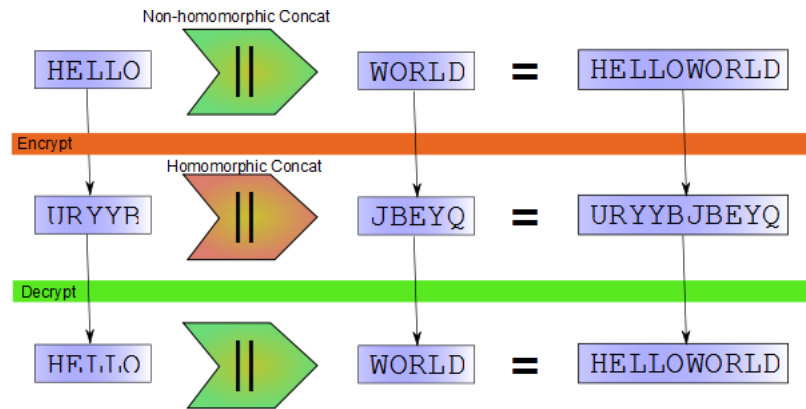 Non-homomorphic Concat
HELLO || WORLD = HELLOWORLD
Encrypt
Homomorphic Concat
URYYB || JBEYQ = URYYBJBEYQ
Decrypt
HELLO || WORLD = HELLOWORLD